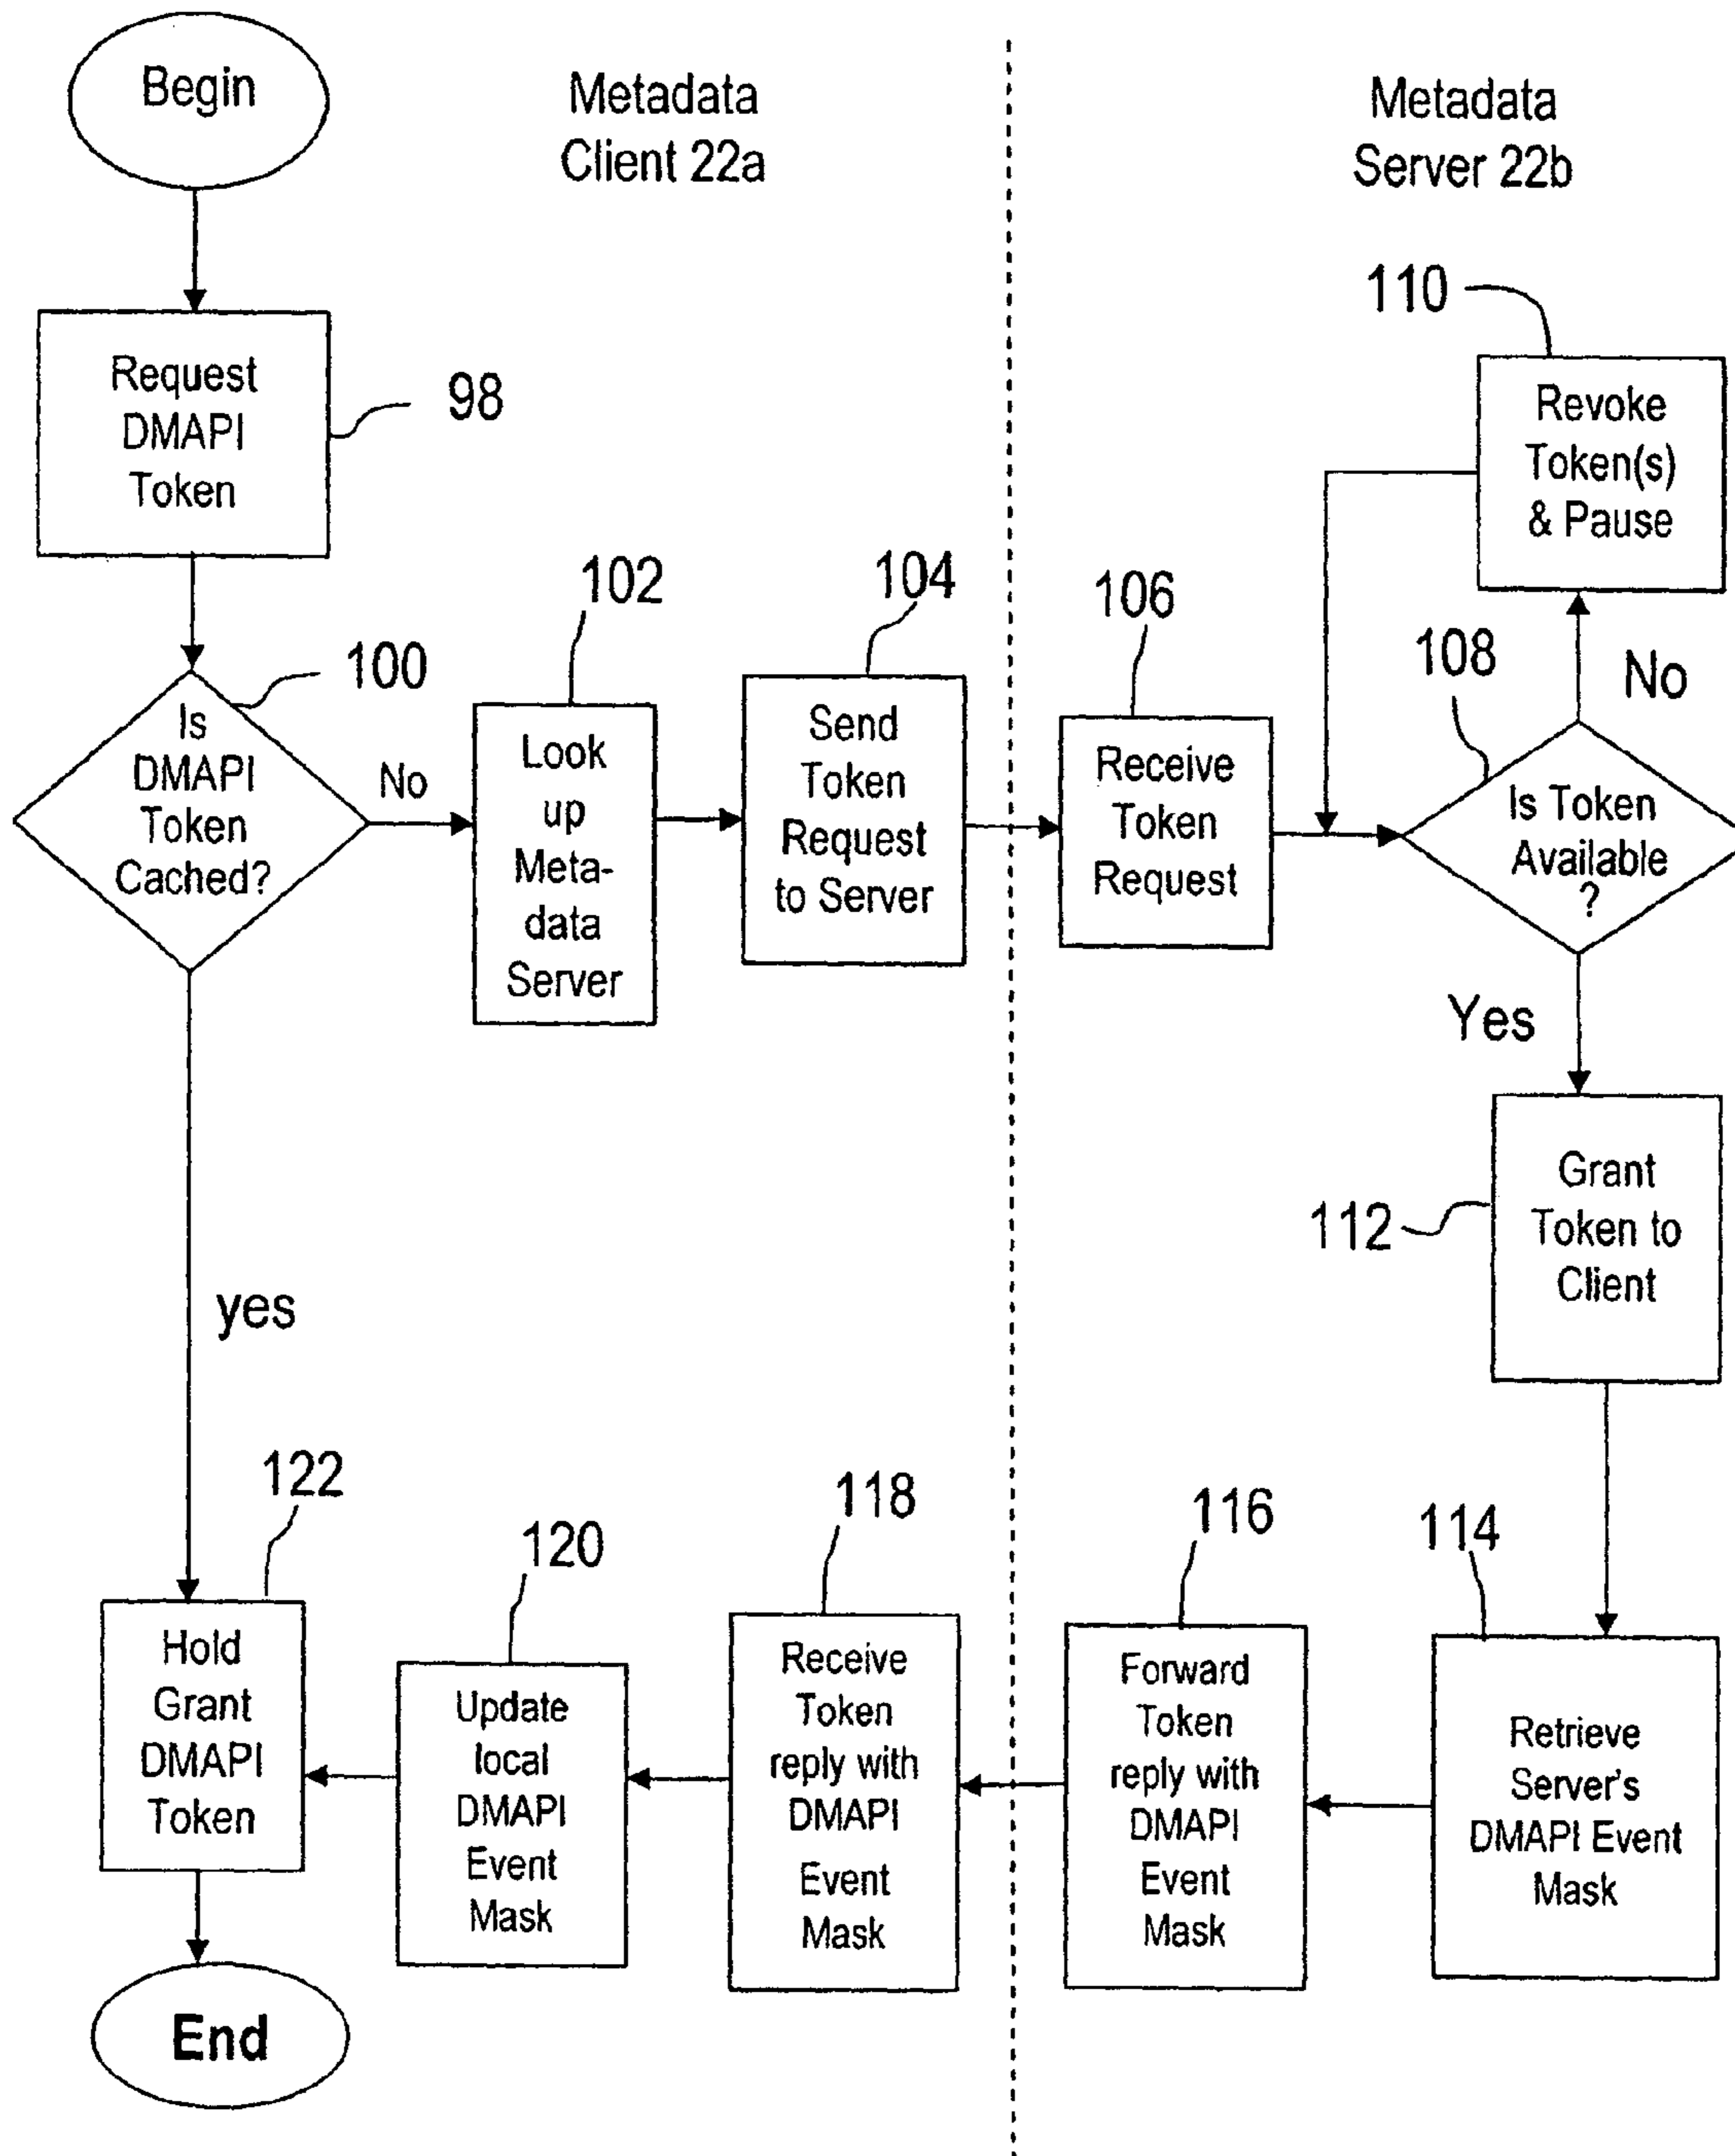 Begin
Metadata
Client 22a
Metadata
Server 22b
Request
DMAPI
Token
98
110
Revoke
Token(s)
& Pause
Is
DMAPI
Token
Cached?
100
No
102
Look
up
Meta-
data
Server
104
Send
Token
Request
to Server
106
Receive
Token
Request
108
No
Is Token
Available
?
Yes
yes
112
Grant
Token to
Client
122
Hold
Grant
DMAPI
Token
120
Update
local
DMAPI
Event
Mask
118
Receive
Token
reply with
DMAPI
Event
Mask
116
Forward
Token
reply with
DMAPI
Event
Mask
114
Retrieve
Server's
DMAPI Event
Mask
End